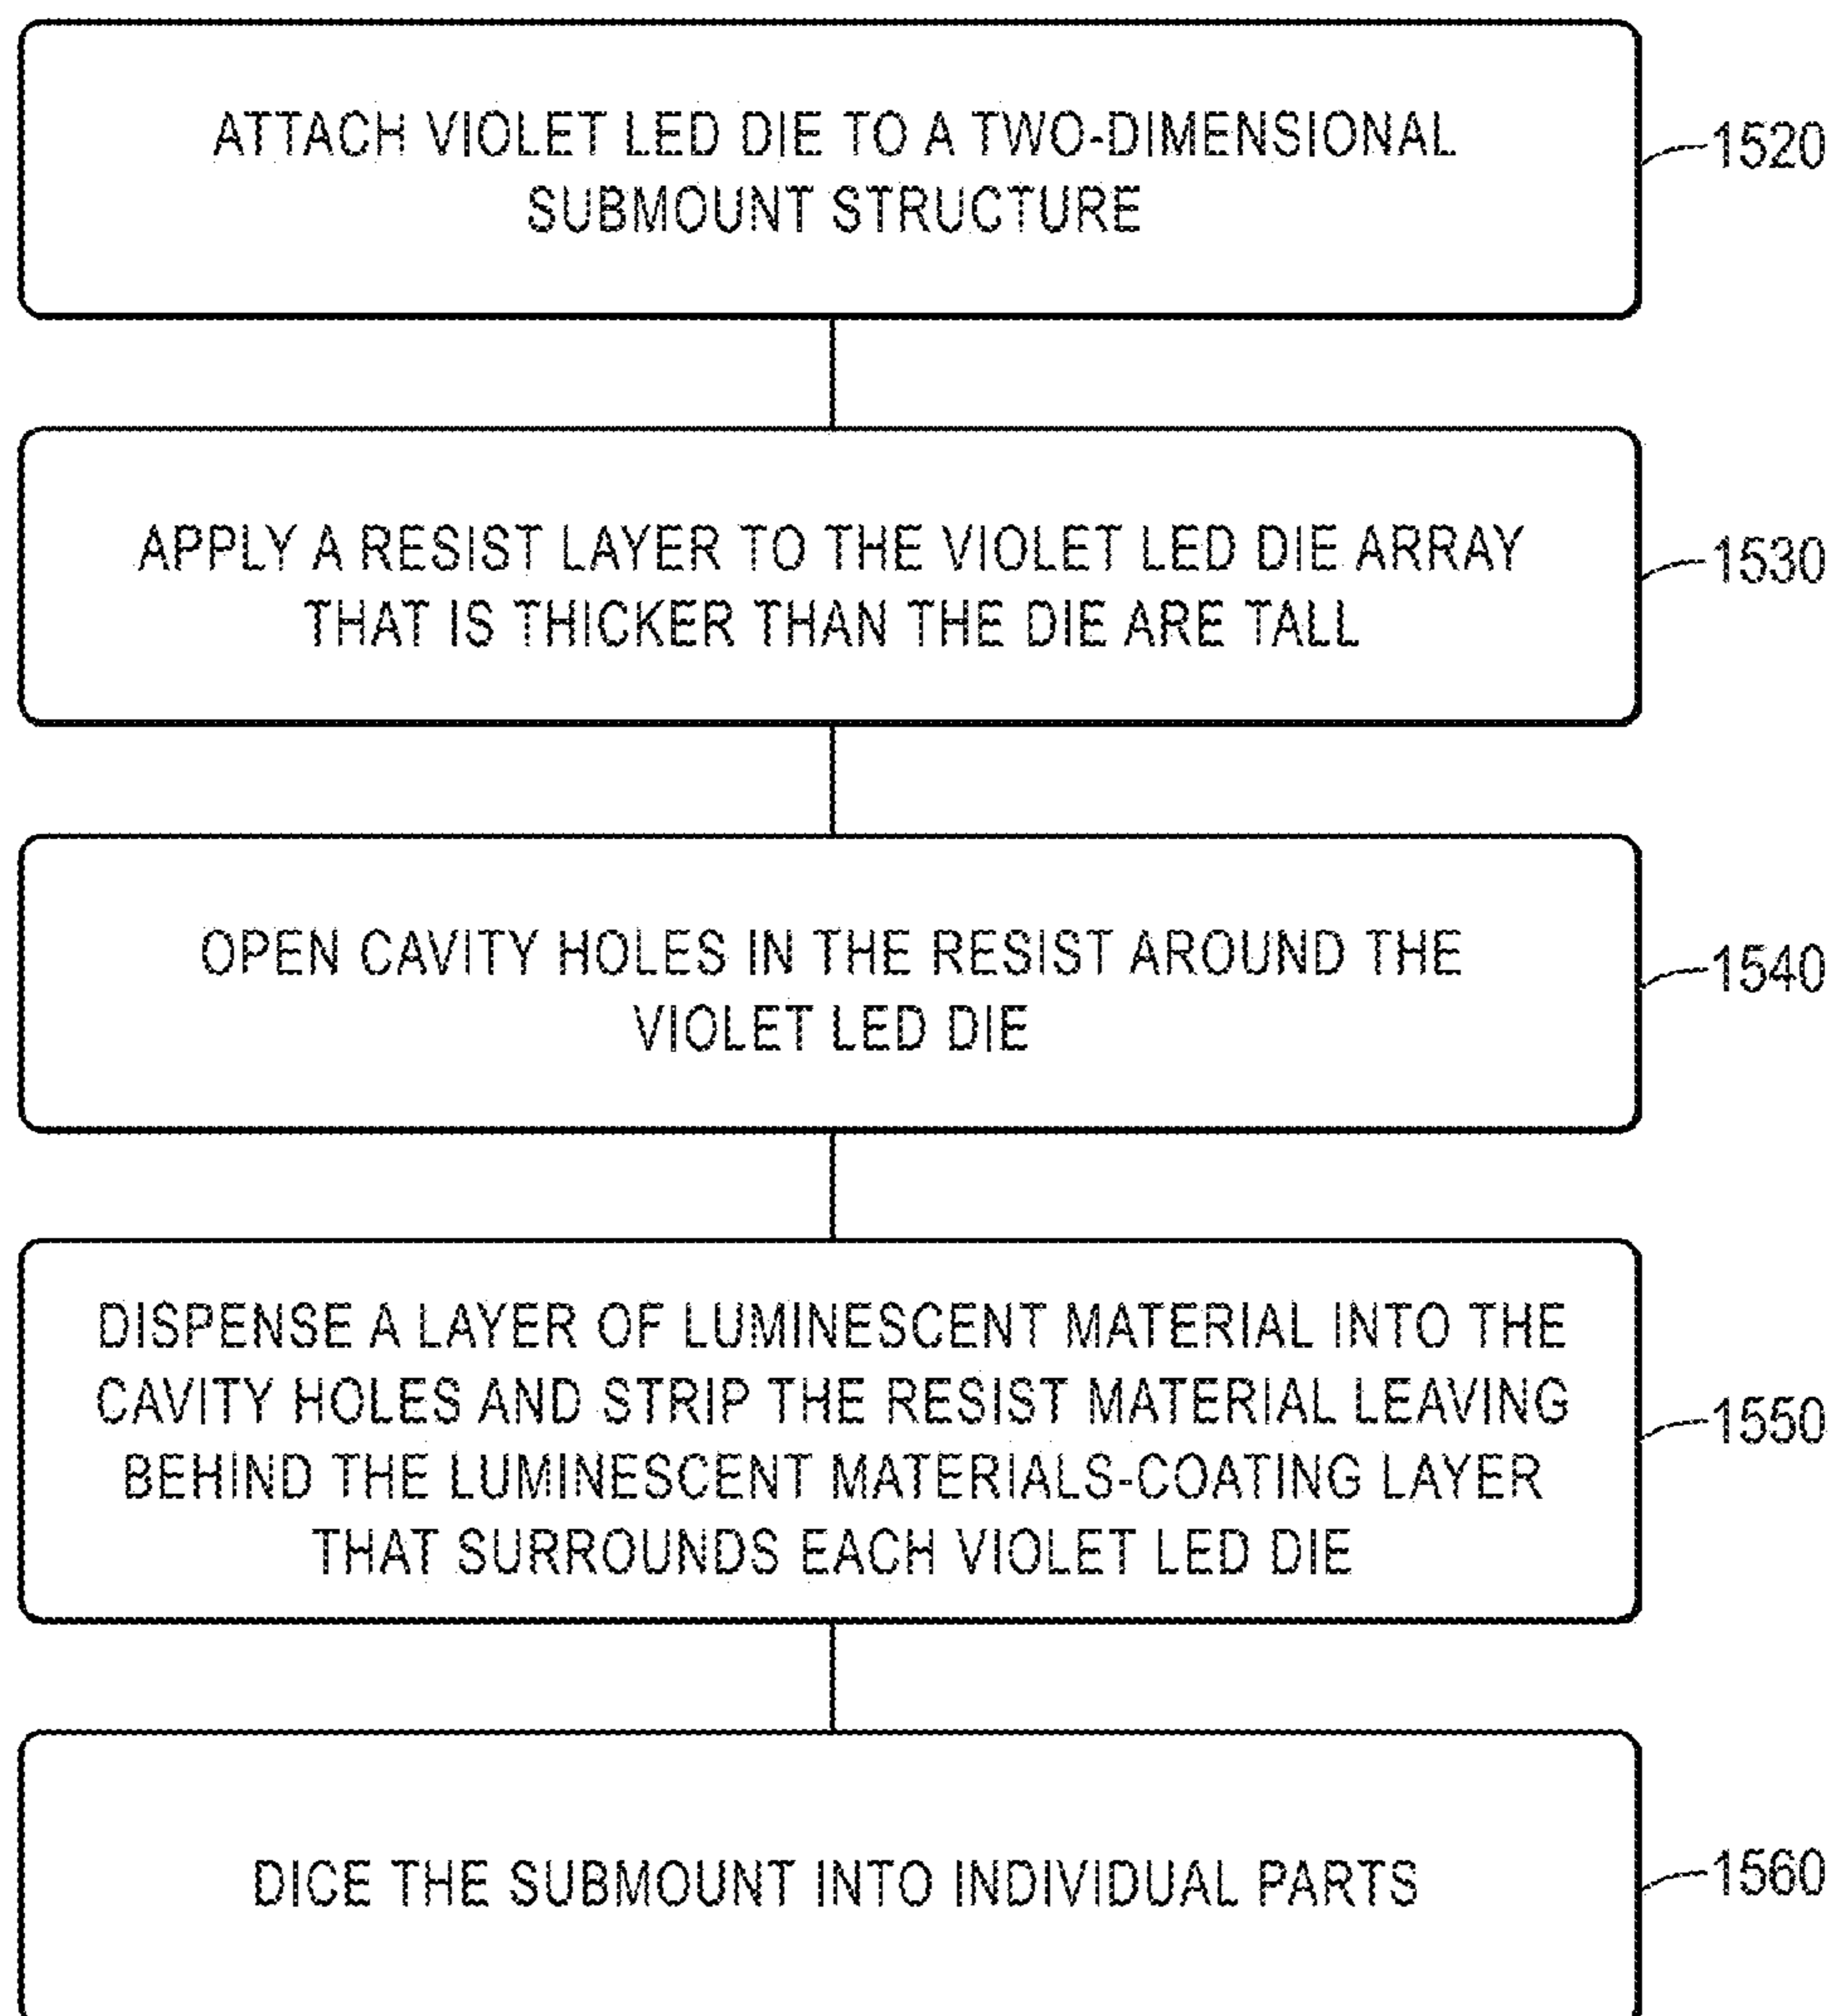 ATTACH VIOLET LED DIE TO A TWO-DIMENSIONAL
SUBMOUNT STRUCTURE
1520
APPLY A RESIST LAYER TO THE VIOLET LED DIE ARRAY
THAT IS THICKER THAN THE DIE ARE TALL
1530
OPEN CAVITY HOLES IN THE RESIST AROUND THE
VIOLET LED DIE
1540
DISPENSE A LAYER OF LUMINESCENT MATERIAL INTO THE
CAVITY HOLES AND STRIP THE RESIST MATERIAL LEAVING
BEHIND THE LUMINESCENT MATERIALS-COATING LAYER
THAT SURROUNDS EACH VIOLET LED DIE
1550
DICE THE SUBMOUNT INTO INDIVIDUAL PARTS
1560